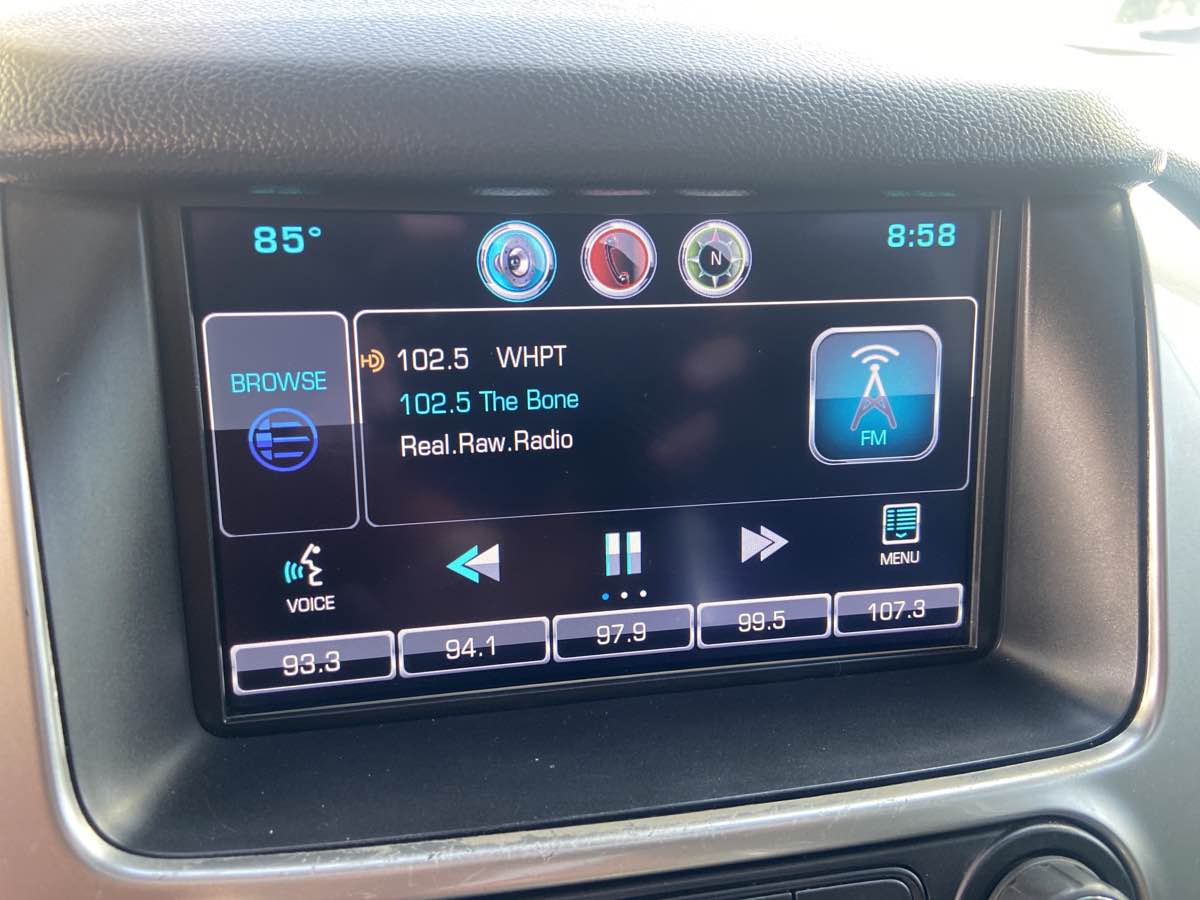 85°
N
8:58
BROWSE
HD 102.5 WHPT
102.5 The Bone
Real.Raw.Radio
FM
VOICE
MENU
93.3
94.1
97.9
99.5
107.3